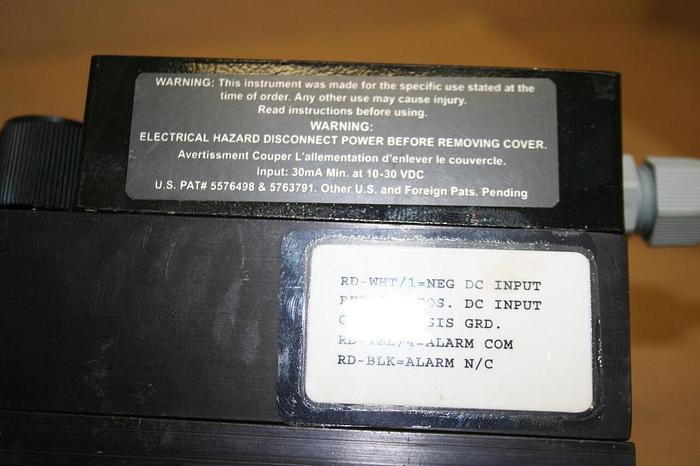 WARNING: This instrument was made for the specific use stated at the
time of order. Any other use may cause injury.
Read instructions before using.
WARNING:
ELECTRICAL HAZARD DISCONNECT POWER BEFORE REMOVING COVER.
Avertissment Couper L'allementation d'enlever le couvercle.
Input: 30mA Min. at 10-30 VDC
U.S. PAT# 5576498 & 5763791. Other U.S. and Foreign Pats. Pending
RD-WHT/1=NEG DC INPUT
DC INPUT
GRD.
COM
RD-BLK=ALARM N/C